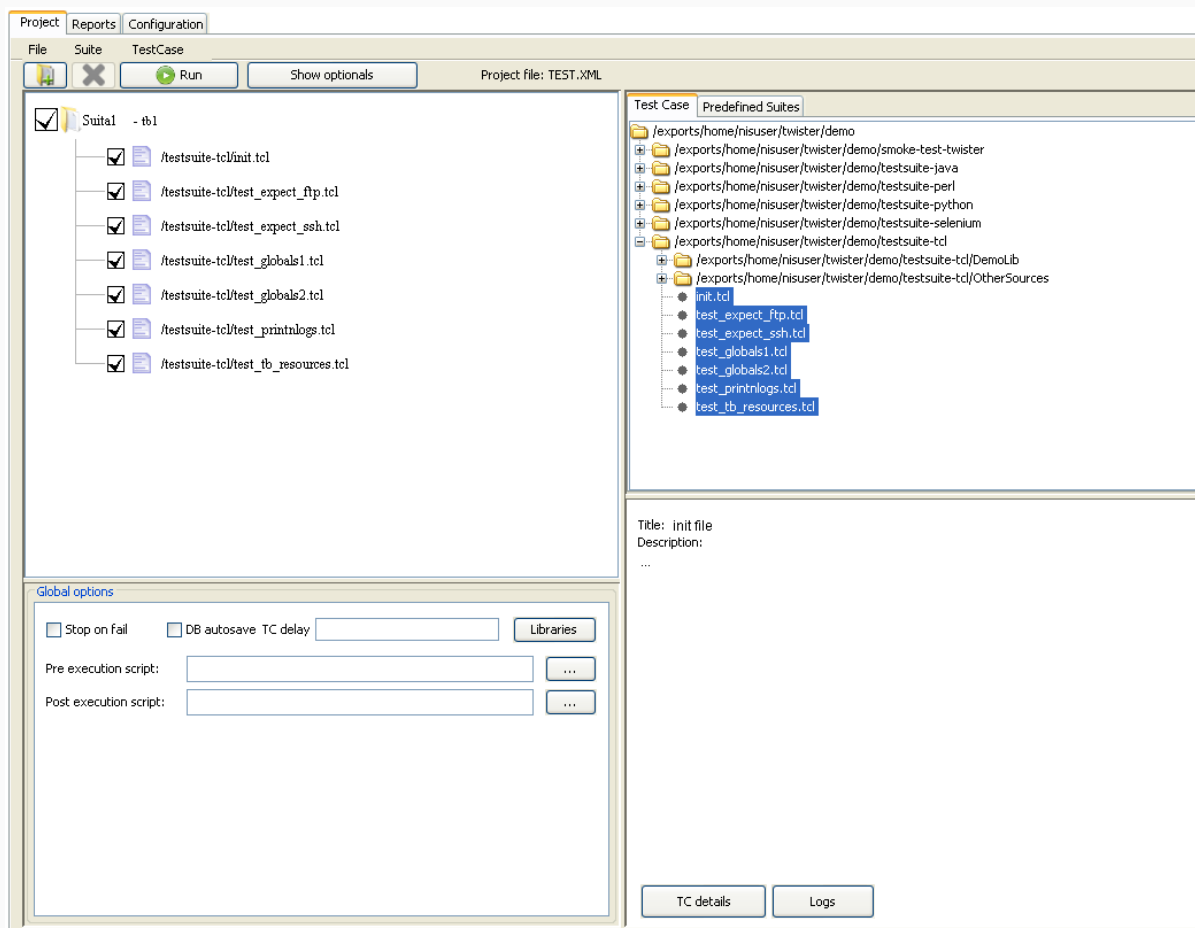 Project Reports Configuration
File Suite TestCase
Run Show optionals Project file: TEST.XML
Suita1 - tb1
/testsuite-tcl/init.tcl
/testsuite-tcl/test_expect_ftp.tcl
/testsuite-tcl/test_expect_ssh.tcl
/testsuite-tcl/test_globals1.tcl
/testsuite-tcl/test_globals2.tcl
/testsuite-tcl/test_printnlogs.tcl
/testsuite-tcl/test_tb_resources.tcl
Test Case Predefined Suites
/exports/home/nisuser/twister/demo
/exports/home/nisuser/twister/demo/smoke-test-twister
/exports/home/nisuser/twister/demo/testsuite-java
/exports/home/nisuser/twister/demo/testsuite-perl
/exports/home/nisuser/twister/demo/testsuite-python
/exports/home/nisuser/twister/demo/testsuite-selenium
/exports/home/nisuser/twister/demo/testsuite-tcl
/exports/home/nisuser/twister/demo/testsuite-tcl/DemoLib
/exports/home/nisuser/twister/demo/testsuite-tcl/OtherSources
init.tcl
test_expect_ftp.tcl
test_expect_ssh.tcl
test_globals1.tcl
test_globals2.tcl
test_printnlogs.tcl
test_tb_resources.tcl
Global options
Stop on fail DB autosave TC delay Libraries
Pre execution script: ...
Post execution script: ...
Title: init file
Description:
...
TC details Logs